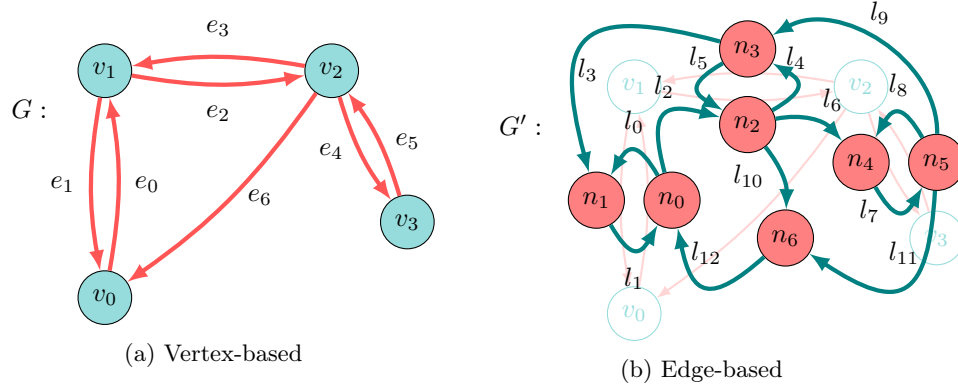 G :
e₃
v₁
v₂
e₂
e₁
e₀
e₄
e₅
e₆
v₃
v₀
(a) Vertex-based
G′ :
l₉
n₃
l₃
l₅
l₄
v₁
l₂
v₂
l₈
l₆
l₀
n₂
l₁₀
n₄
n₅
n₁
n₀
l₇
n₆
v₃
l₁₂
l₁₁
l₁
v₀
(b) Edge-based